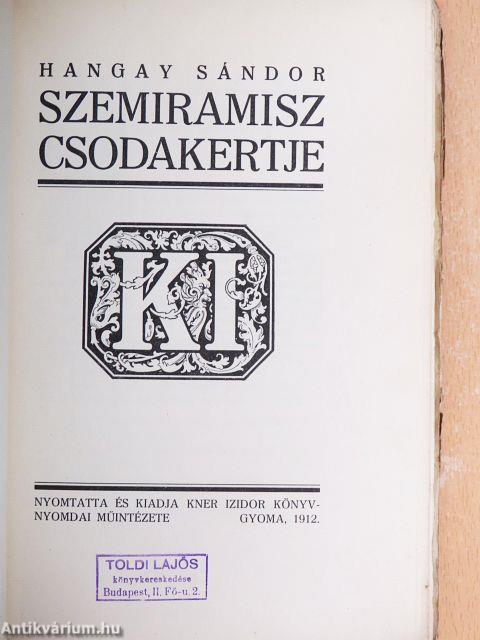 HANGAY SÁNDOR
SZEMIRAMISZ
CSODAKERTJE
KI
NYOMTATTA ÉS KIADJA KNER IZIDOR KÖNYV-
NYOMDAI MŰINTÉZETE GYOMA, 1912.
TOLDI LAJOS
könyvkereskedése
Budapest, II. Fő-u. 2.
Antikvárium.hu